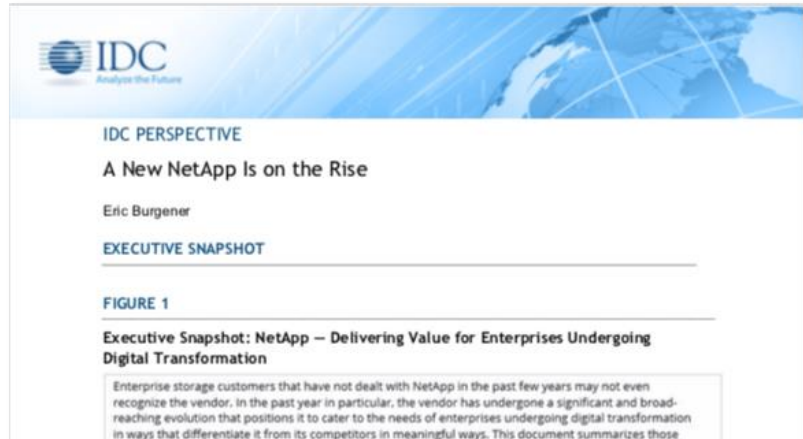 IDC
Analyze the Future
IDC PERSPECTIVE
A New NetApp Is on the Rise
Eric Burgener
EXECUTIVE SNAPSHOT
FIGURE 1
Executive Snapshot: NetApp — Delivering Value for Enterprises Undergoing
Digital Transformation
Enterprise storage customers that have not dealt with NetApp in the past few years may not even
recognize the vendor. In the past year in particular, the vendor has undergone a significant and broad-
reaching evolution that positions it to cater to the needs of enterprises undergoing digital transformation
in ways that differentiate it from its competitors in meaningful ways. This document summarizes those